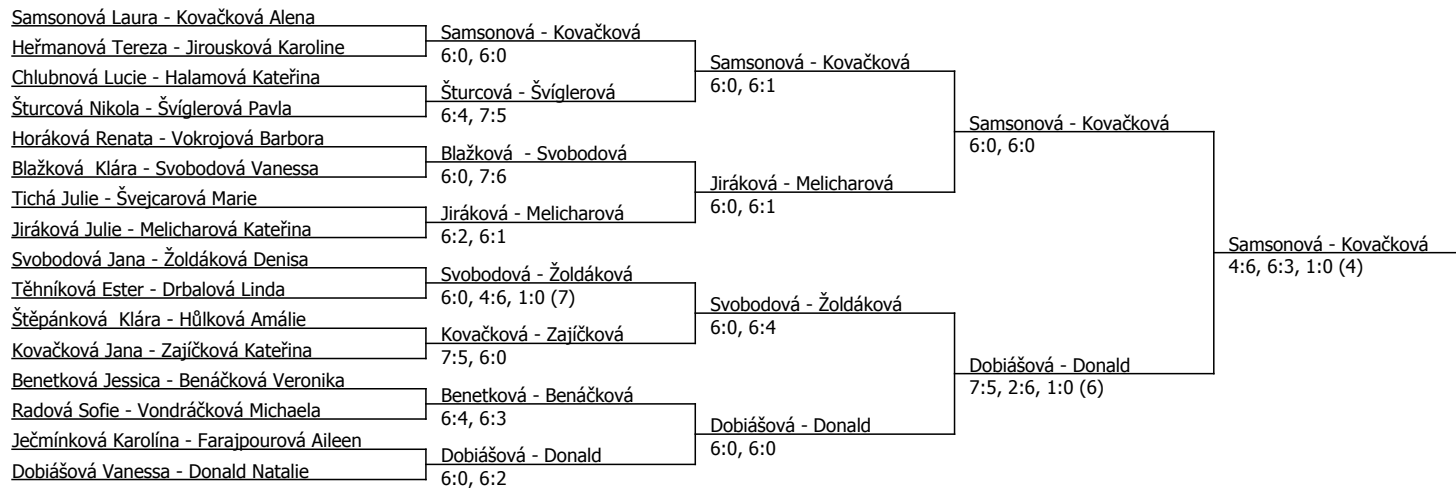 Samsonová Laura - Kovačková Alena
Heřmanová Tereza - Jirousková Karoline
Chlubnová Lucie - Halamová Kateřina
Šturcová Nikola - Švíglerová Pavla
Horáková Renata - Vokrojová Barbora
Blažková  Klára - Svobodová Vanessa
Tichá Julie - Švejcarová Marie
Jiráková Julie - Melicharová Kateřina
Svobodová Jana - Žoldáková Denisa
Těhníková Ester - Drbalová Linda
Štěpánková  Klára - Hůlková Amálie
Kovačková Jana - Zajíčková Kateřina
Benetková Jessica - Benáčková Veronika
Radová Sofie - Vondráčková Michaela
Ječmínková Karolína - Farajpourová Aileen
Dobiášová Vanessa - Donald Natalie
Samsonová - Kovačková
6:0, 6:0
Šturcová - Švíglerová
6:4, 7:5
Blažková  - Svobodová
6:0, 7:6
Jiráková - Melicharová
6:2, 6:1
Svobodová - Žoldáková
6:0, 4:6, 1:0 (7)
Kovačková - Zajíčková
7:5, 6:0
Benetková - Benáčková
6:4, 6:3
Dobiášová - Donald
6:0, 6:2
Samsonová - Kovačková
6:0, 6:1
Jiráková - Melicharová
6:0, 6:1
Svobodová - Žoldáková
6:0, 6:4
Dobiášová - Donald
6:0, 6:0
Samsonová - Kovačková
6:0, 6:0
Dobiášová - Donald
7:5, 2:6, 1:0 (6)
Samsonová - Kovačková
4:6, 6:3, 1:0 (4)